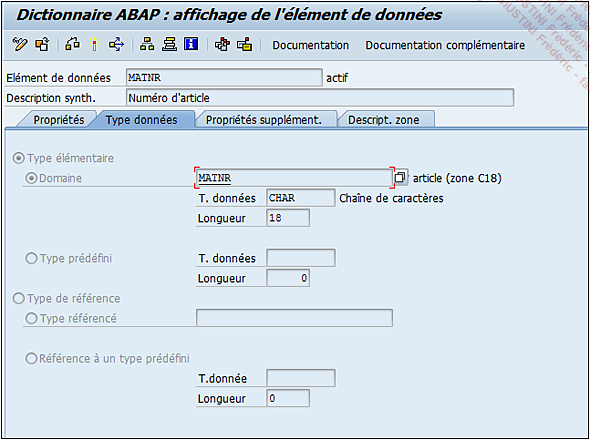 Dictionnaire ABAP : affichage de l'élément de données
Documentation Documentation complémentaire
Elément de données MATNR actif
Description synth. Numéro d'article
Propriétés Type données Propriétés supplément. Descript. zone
Type élémentaire
Domaine MATNR article (zone C18)
T. données CHAR Chaîne de caractères
Longueur 18
Type prédéfini T. données
Longueur 0
Type de référence
Type référencé
Référence à un type prédéfini
T.donnée
Longueur 0